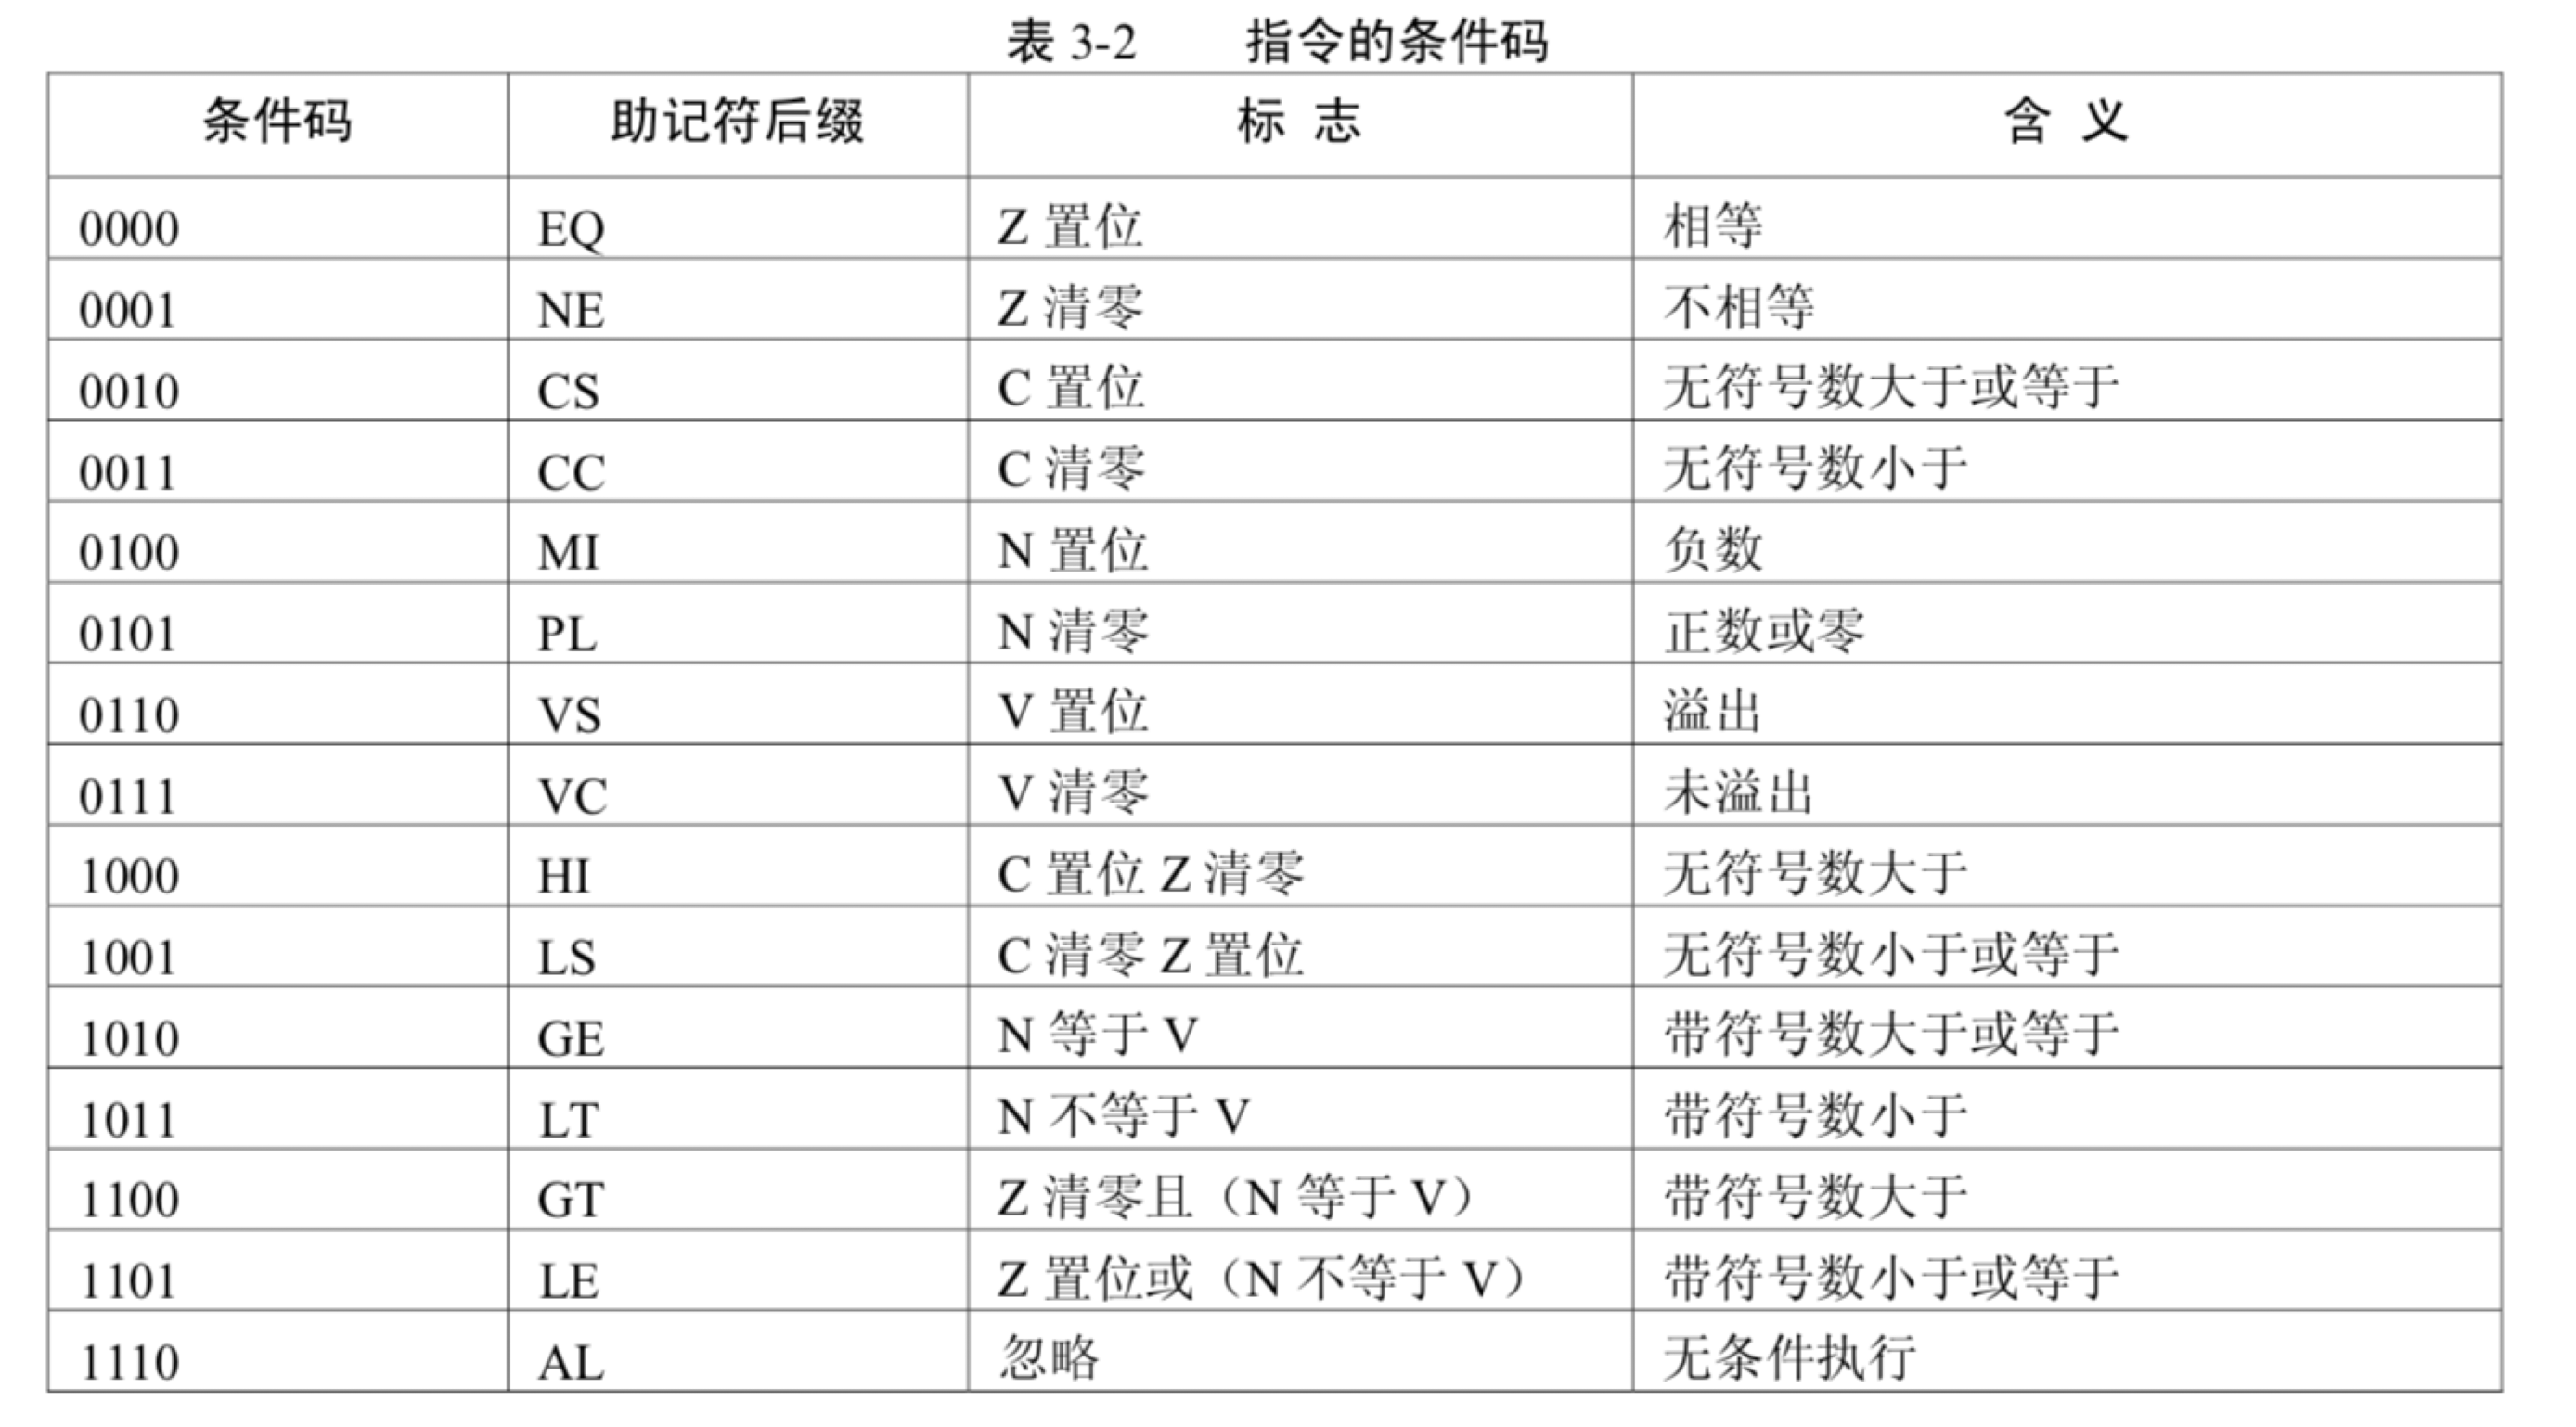 表 3-2 指令的条件码
条件码 助记符后缀 标 志 含 义
0000 EQ Z 置位 相等
0001 NE Z 清零 不相等
0010 CS C 置位 无符号数大于或等于
0011 CC C 清零 无符号数小于
0100 MI N 置位 负数
0101 PL N 清零 正数或零
0110 VS V 置位 溢出
0111 VC V 清零 未溢出
1000 HI C 置位 Z 清零 无符号数大于
1001 LS C 清零 Z 置位 无符号数小于或等于
1010 GE N 等于 V 带符号数大于或等于
1011 LT N 不等于 V 带符号数小于
1100 GT Z 清零且（N 等于 V） 带符号数大于
1101 LE Z 置位或（N 不等于 V） 带符号数小于或等于
1110 AL 忽略 无条件执行